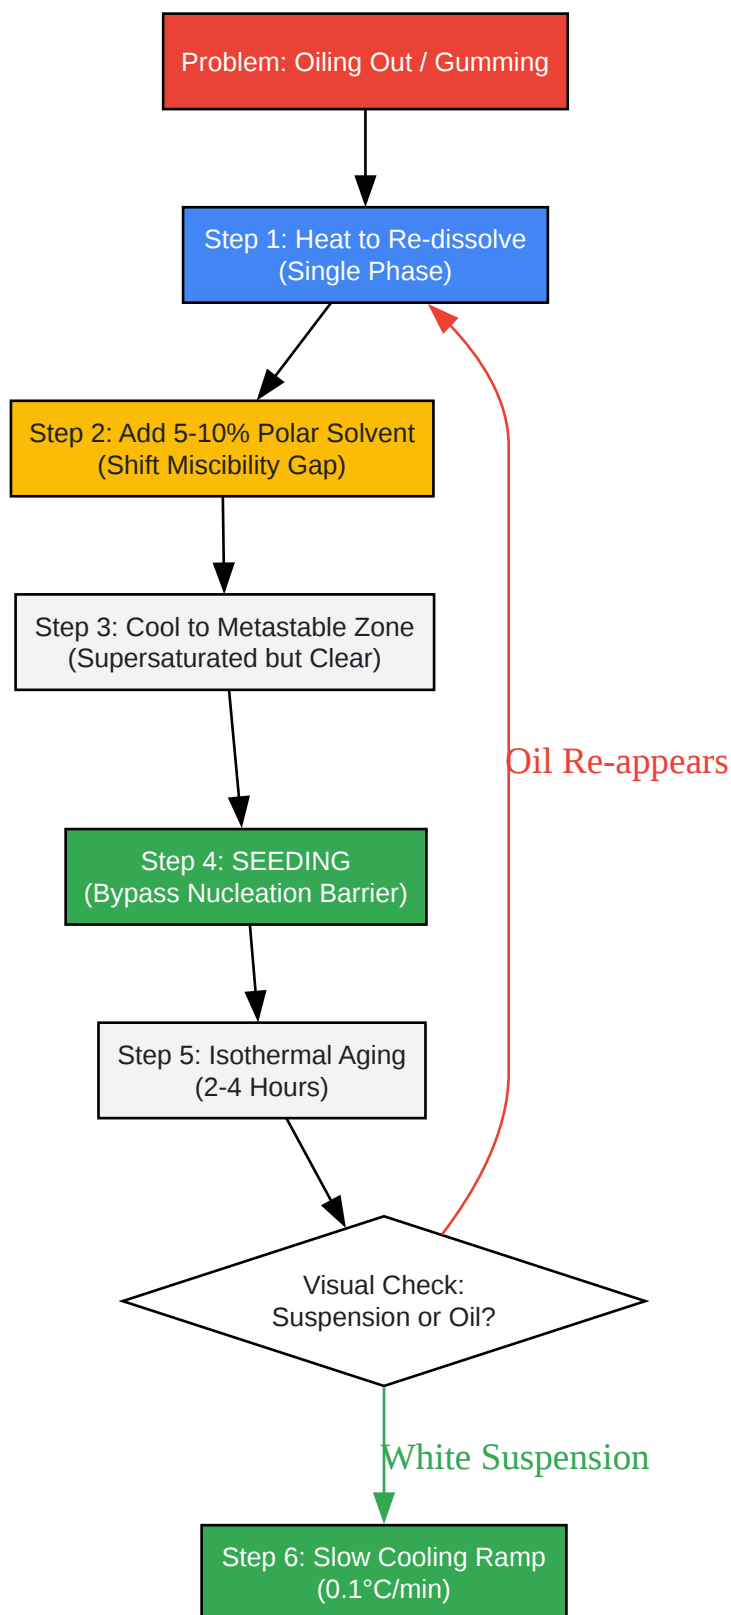 Problem: Oiling Out / Gumming
Step 1: Heat to Re-dissolve
(Single Phase)
Step 2: Add 5-10% Polar Solvent
(Shift Miscibility Gap)
Step 3: Cool to Metastable Zone
(Supersaturated but Clear)
Oil Re-appears
Step 4: SEEDING
(Bypass Nucleation Barrier)
Step 5: Isothermal Aging
(2-4 Hours)
Visual Check:
Suspension or Oil?
White Suspension
Step 6: Slow Cooling Ramp
(0.1°C/min)